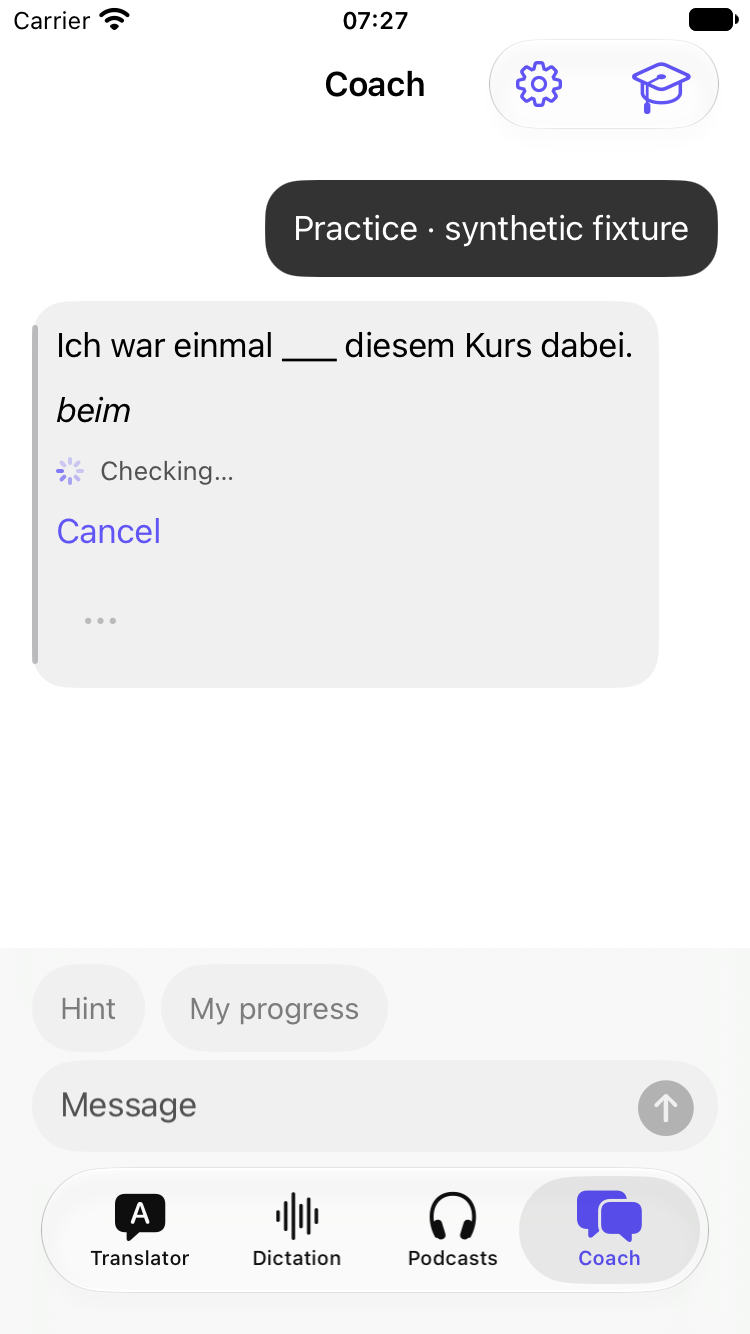 Carrier 07:27
Coach
Practice · synthetic fixture
Ich war einmal ____ diesem Kurs dabei.
beim
Checking...
Cancel
...
Hint My progress
Message
A
Translator Dictation Podcasts Coach